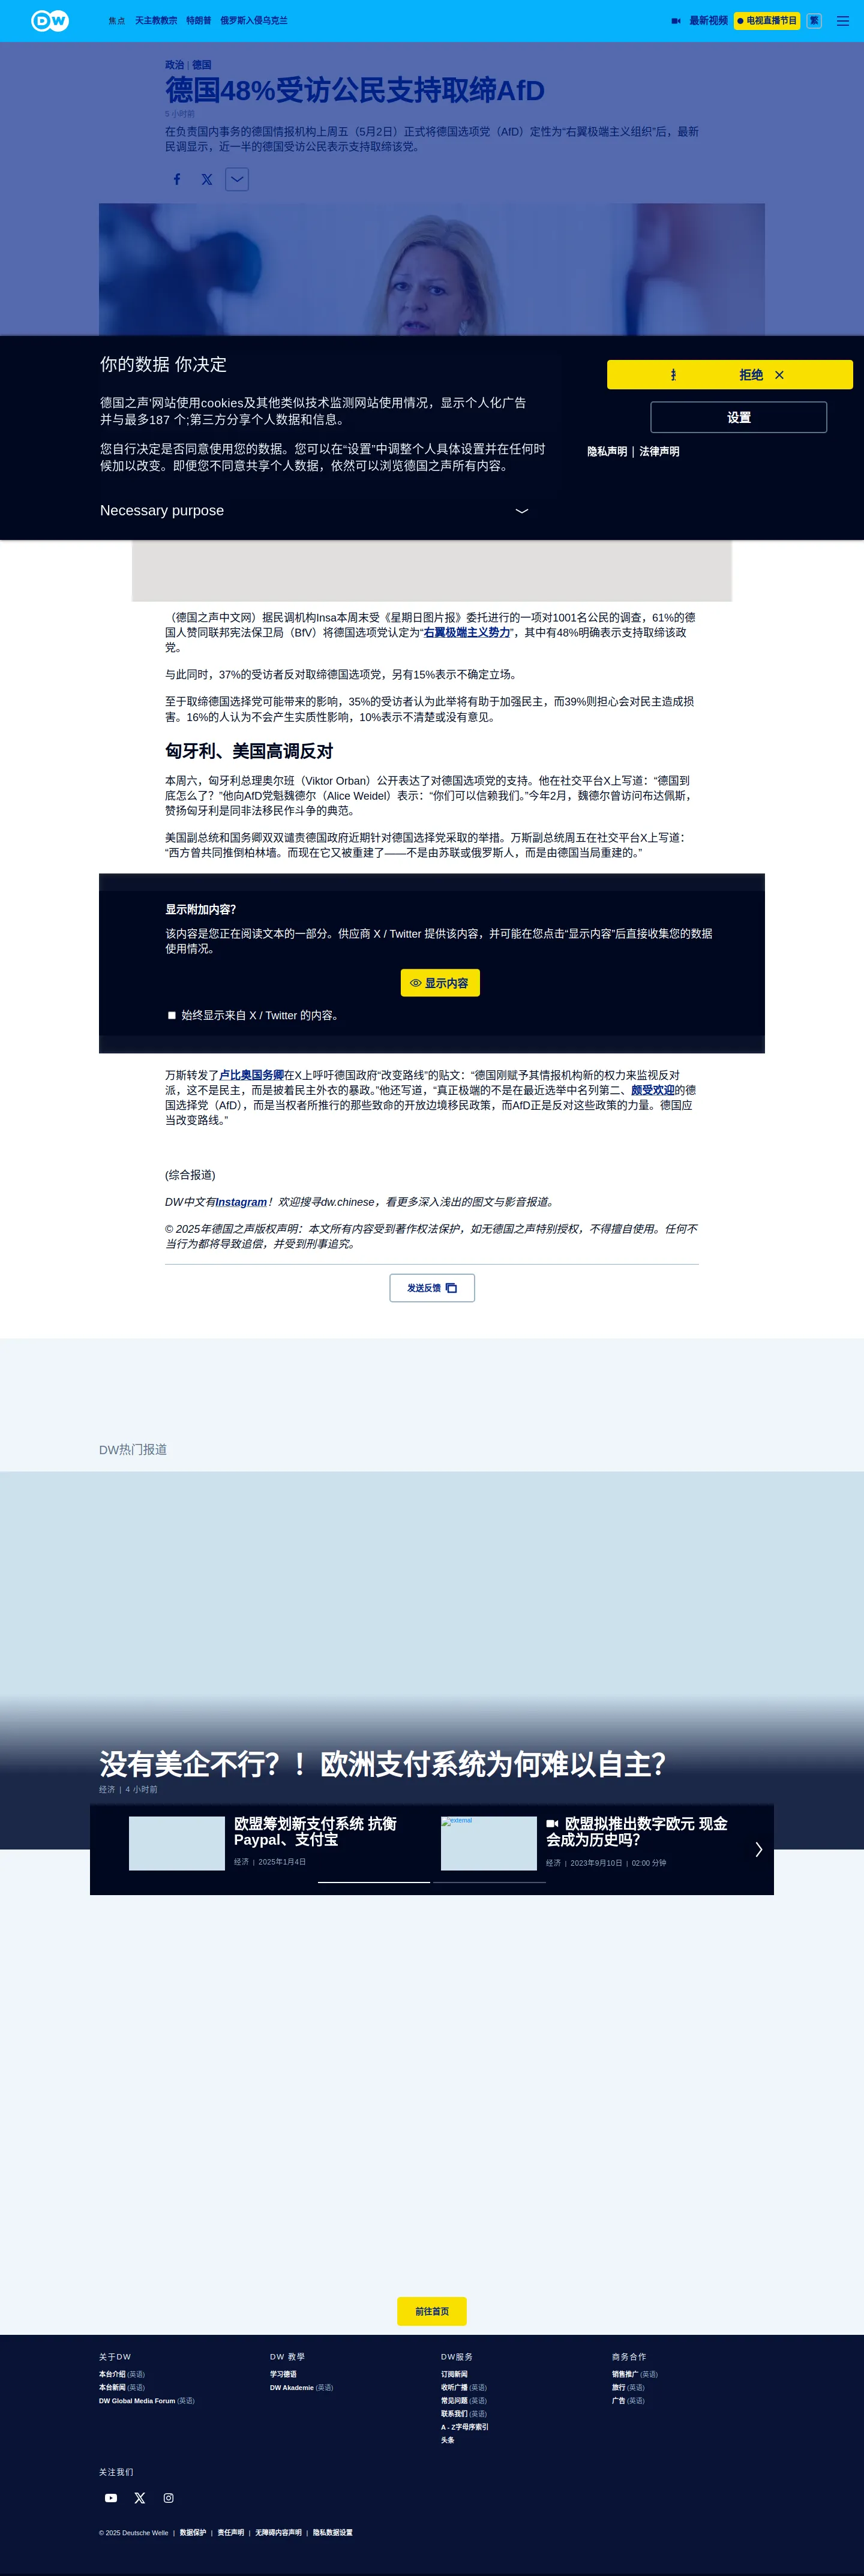 DW
焦点 天主教教宗 特朗普 俄罗斯入侵乌克兰
最新视频 电视直播节目 繁
政治 | 德国
德国48%受访公民支持取缔AfD
5 小时前
在负责国内事务的德国情报机构上周五（5月2日）正式将德国选项党（AfD）定性为“右翼极端主义组织”后，最新
民调显示，近一半的德国受访公民表示支持取缔该党。
你的数据 你决定
德国之声'网站使用cookies及其他类似技术监测网站使用情况，显示个人化广告
并与最多187 个;第三方分享个人数据和信息。
您自行决定是否同意使用您的数据。您可以在“设置”中调整个人具体设置并在任何时
候加以改变。即便您不同意共享个人数据，依然可以浏览德国之声所有内容。
Necessary purpose
拒绝
设置
隐私声明 | 法律声明
（德国之声中文网）据民调机构Insa本周末受《星期日图片报》委托进行的一项对1001名公民的调查，61%的德
国人赞同联邦宪法保卫局（BfV）将德国选项党认定为“右翼极端主义势力”，其中有48%明确表示支持取缔该政
党。
与此同时，37%的受访者反对取缔德国选项党，另有15%表示不确定立场。
至于取缔德国选择党可能带来的影响，35%的受访者认为此举将有助于加强民主，而39%则担心会对民主造成损
害。16%的人认为不会产生实质性影响，10%表示不清楚或没有意见。
匈牙利、美国高调反对
本周六，匈牙利总理奥尔班（Viktor Orban）公开表达了对德国选项党的支持。他在社交平台X上写道：“德国到
底怎么了？”他向AfD党魁魏德尔（Alice Weidel）表示：“你们可以信赖我们。”今年2月，魏德尔曾访问布达佩斯，
赞扬匈牙利是同非法移民作斗争的典范。
美国副总统和国务卿双双谴责德国政府近期针对德国选择党采取的举措。万斯副总统周五在社交平台X上写道：
“西方曾共同推倒柏林墙。而现在它又被重建了——不是由苏联或俄罗斯人，而是由德国当局重建的。”
显示附加内容？
该内容是您正在阅读文本的一部分。供应商 X / Twitter 提供该内容，并可能在您点击“显示内容”后直接收集您的数据
使用情况。
显示内容
始终显示来自 X / Twitter 的内容。
万斯转发了卢比奥国务卿在X上呼吁德国政府“改变路线”的贴文：“德国刚赋予其情报机构新的权力来监视反对
派，这不是民主，而是披着民主外衣的暴政。”他还写道，“真正极端的不是在最近选举中名列第二、颇受欢迎的德
国选择党（AfD），而是当权者所推行的那些致命的开放边境移民政策，而AfD正是反对这些政策的力量。德国应
当改变路线。”
(综合报道)
DW中文有Instagram！欢迎搜寻dw.chinese，看更多深入浅出的图文与影音报道。
© 2025年德国之声版权声明：本文所有内容受到著作权法保护，如无德国之声特别授权，不得擅自使用。任何不
当行为都将导致追偿，并受到刑事追究。
发送反馈
DW热门报道
没有美企不行？！欧洲支付系统为何难以自主？
经济 | 4 小时前
欧盟筹划新支付系统 抗衡
Paypal、支付宝
经济 | 2025年1月4日
external
欧盟拟推出数字欧元 现金
会成为历史吗？
经济 | 2023年9月10日 | 02:00 分钟
前往首页
关于DW
本台介绍 (英语)
本台新闻 (英语)
DW Global Media Forum (英语)
DW 教學
学习德语
DW Akademie (英语)
DW服务
订阅新闻
收听广播 (英语)
常见问题 (英语)
联系我们 (英语)
A - Z字母序索引
头条
商务合作
销售推广 (英语)
旅行 (英语)
广告 (英语)
关注我们
© 2025 Deutsche Welle | 数据保护 | 责任声明 | 无障碍内容声明 | 隐私数据设置